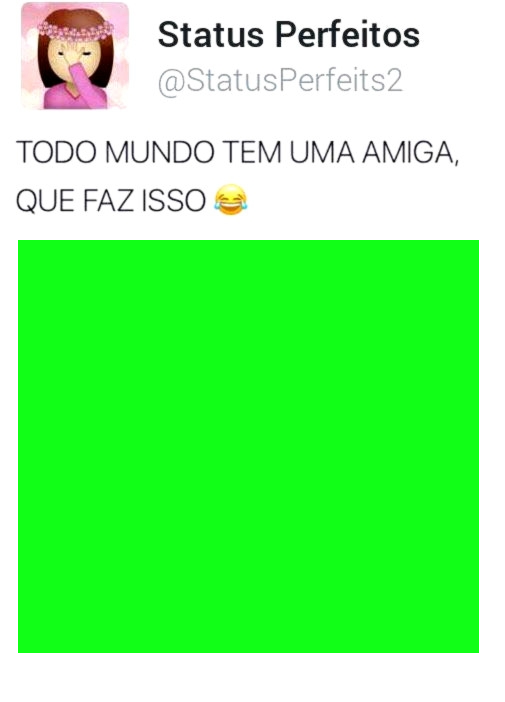 Status Perfeitos
@StatusPerfeits2
TODO MUNDO TEM UMA AMIGA,
QUE FAZ ISSO 😂